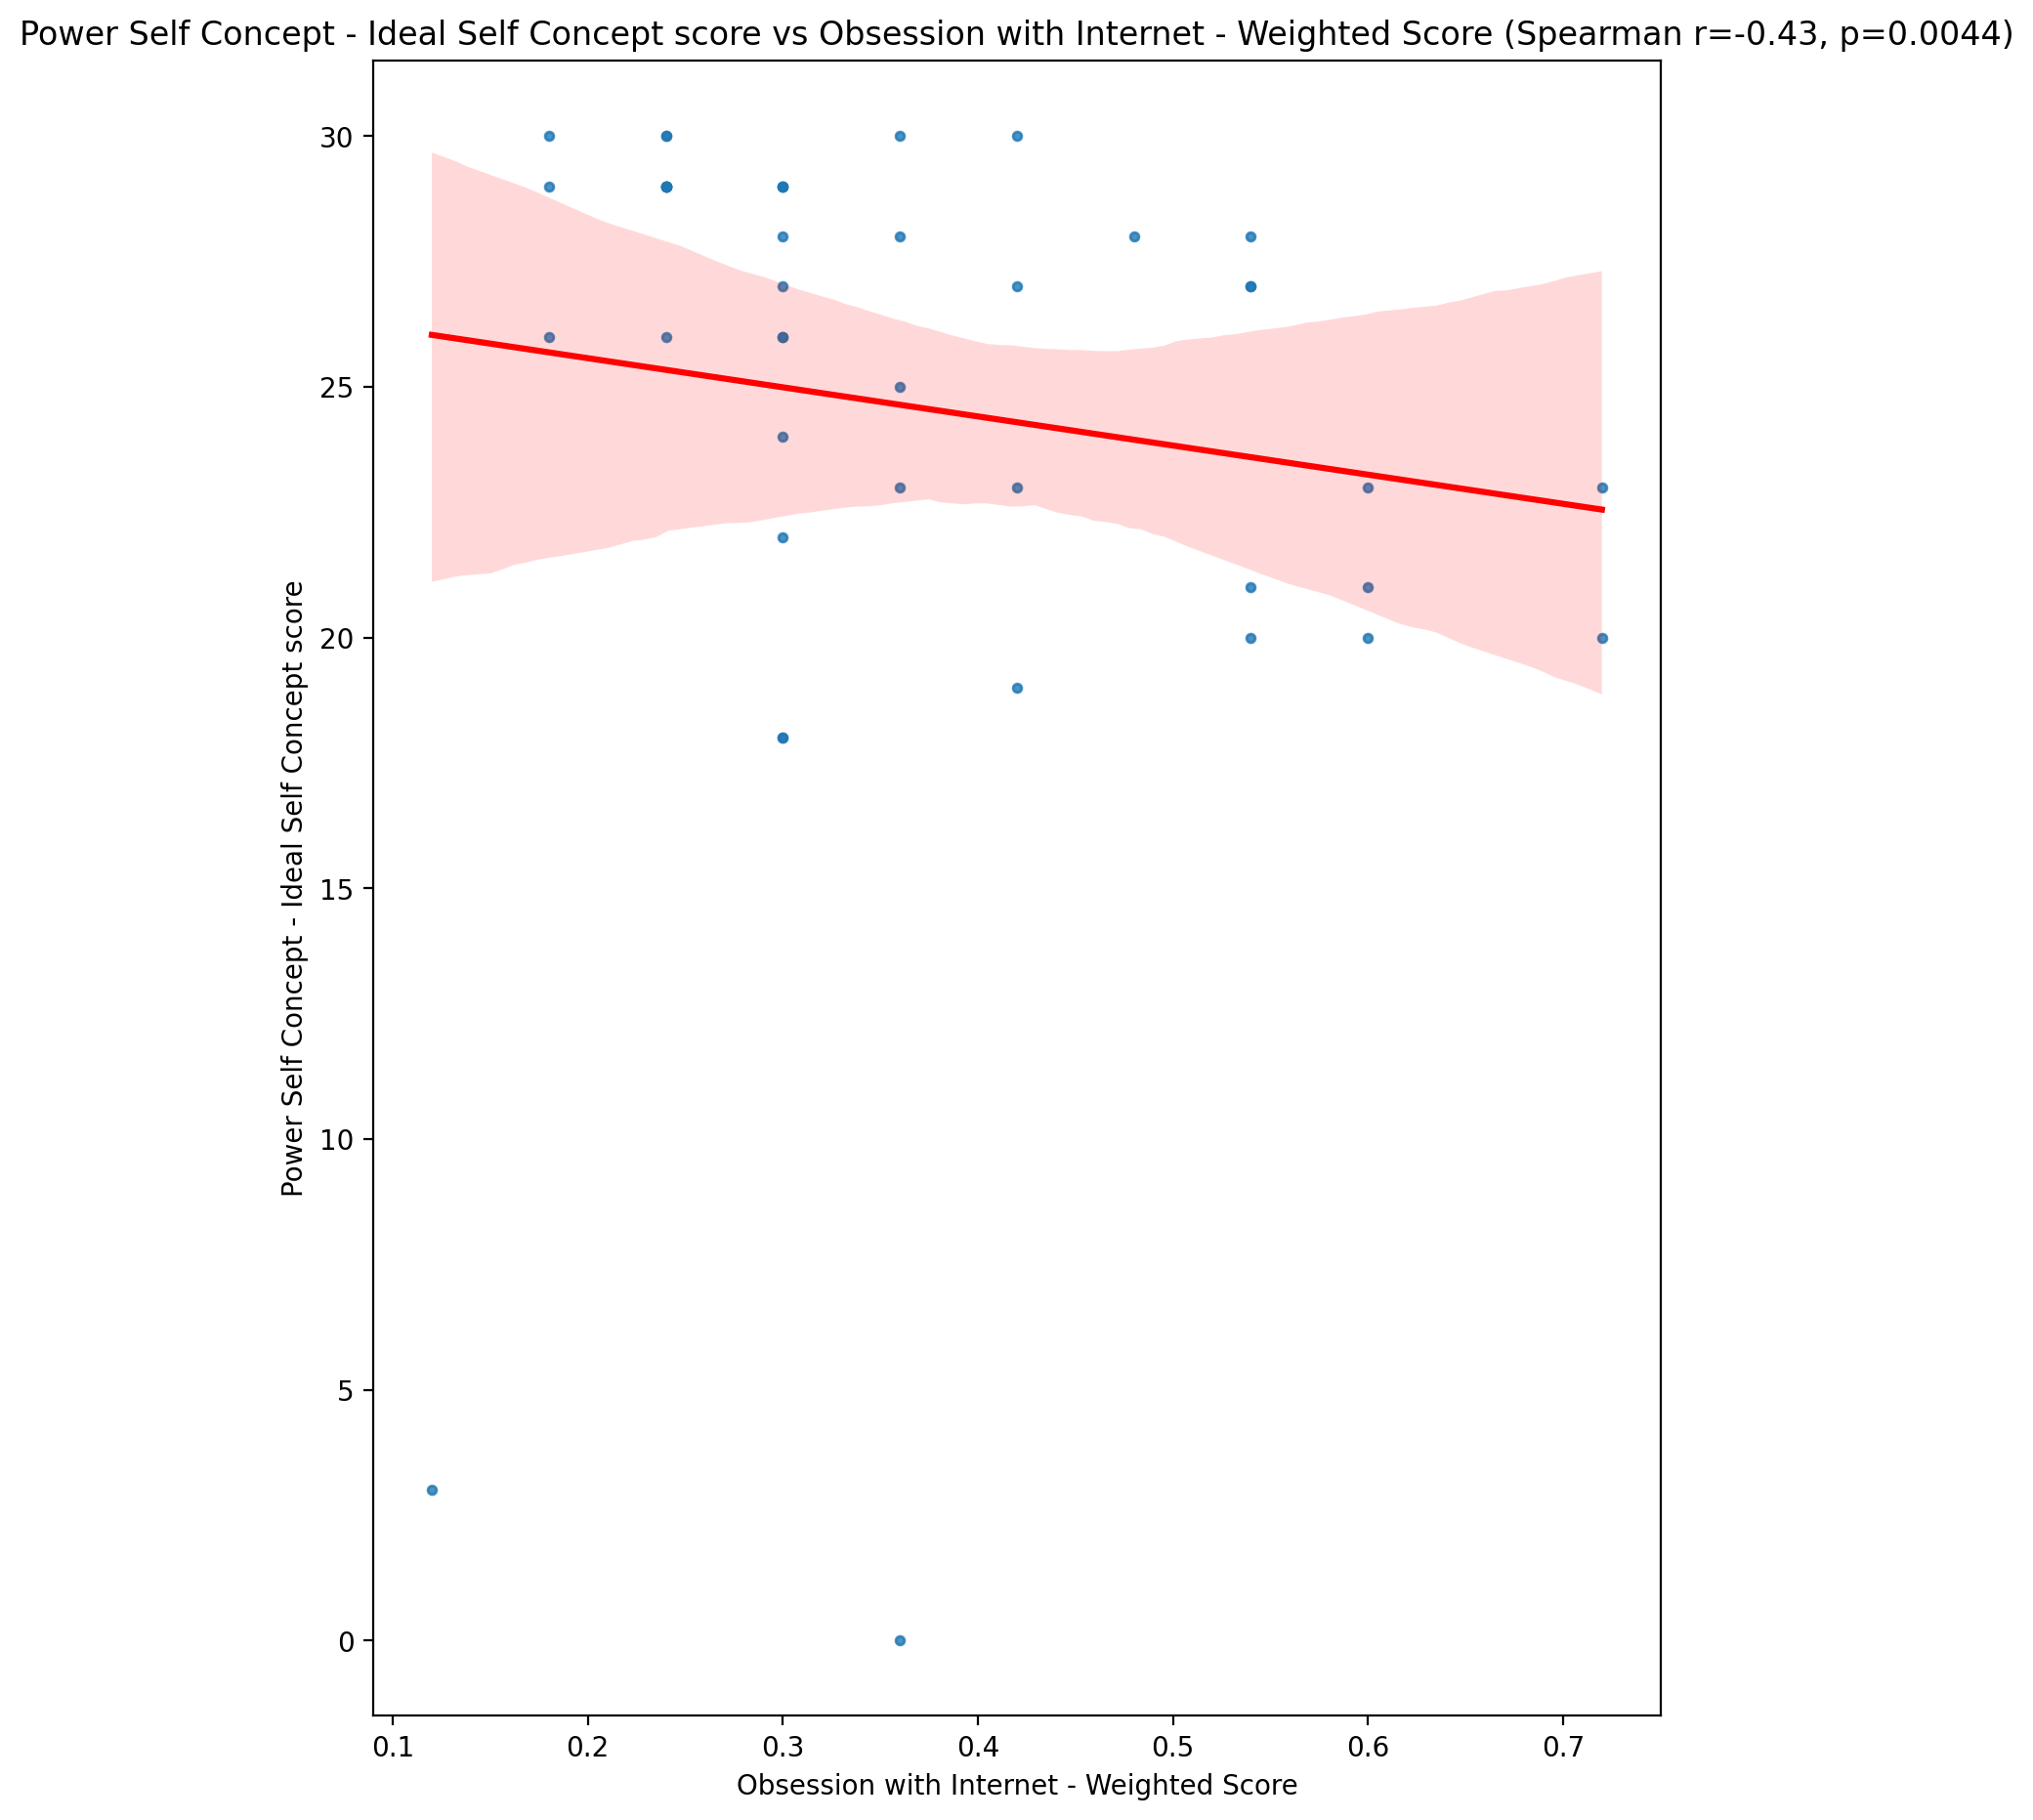 Power Self Concept - Ideal Self Concept score vs Obsession with Internet - Weighted Score (Spearman r=-0.43, p=0.0044)
Power Self Concept - Ideal Self Concept score
30
25
20
15
10
5
0
0.1 0.2 0.3 0.4 0.5 0.6 0.7
Obsession with Internet - Weighted Score